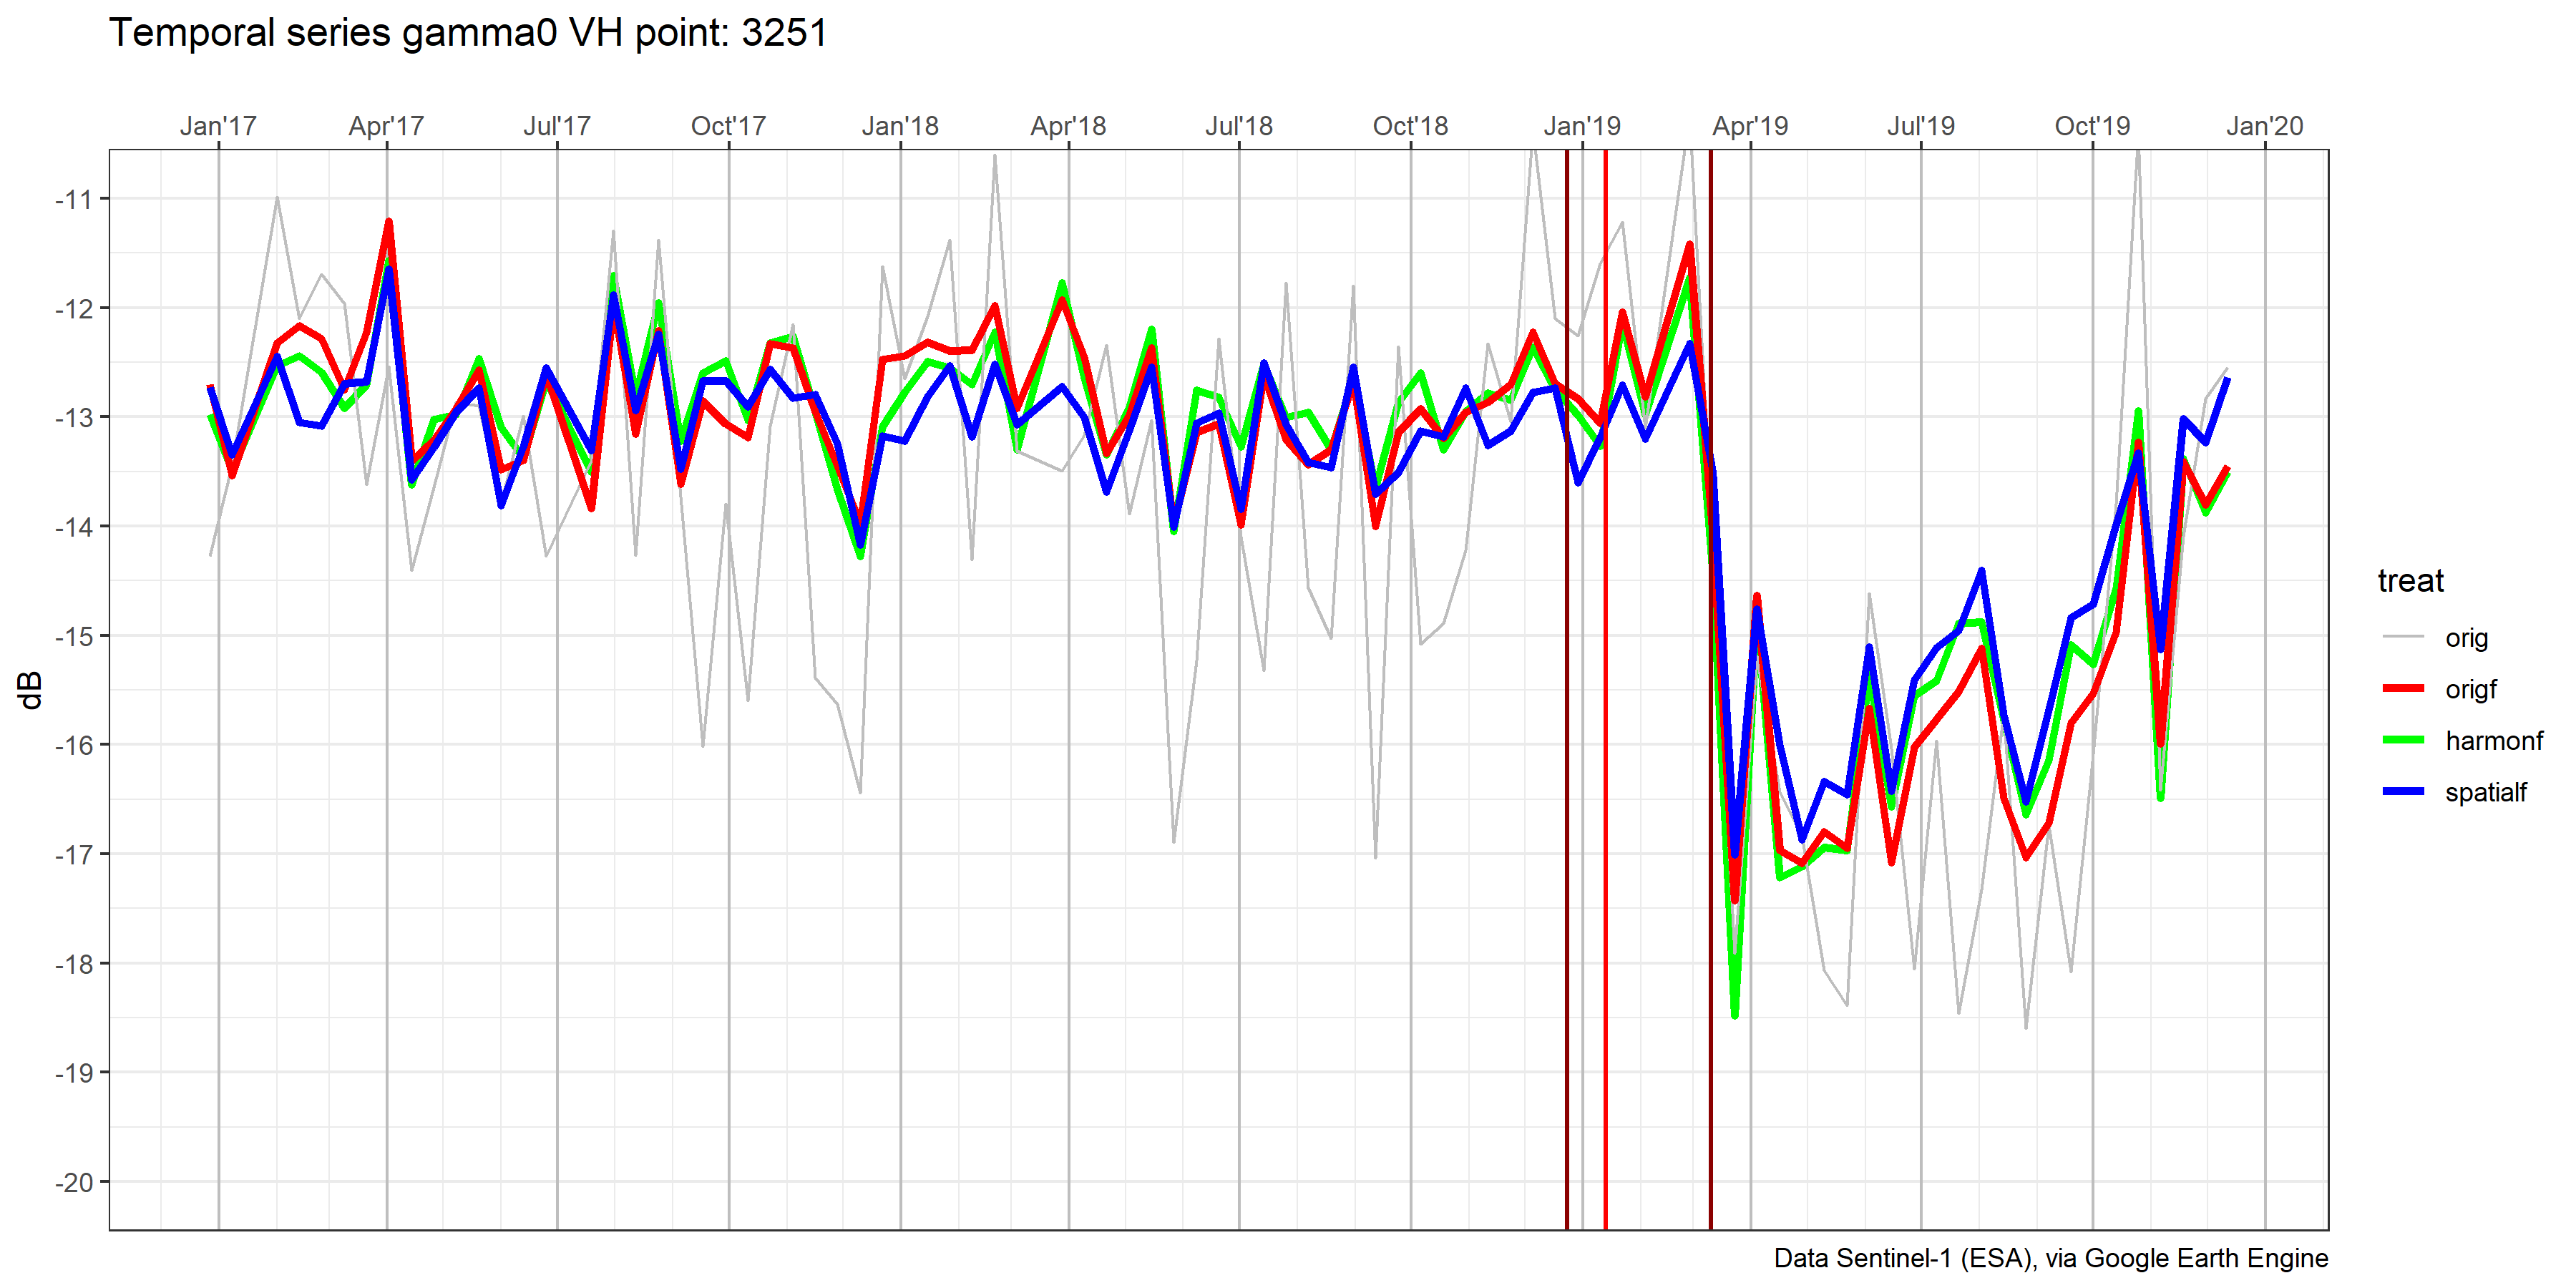 Temporal series gamma0 VH point: 3251
Jan'17 Apr'17 Jul'17 Oct'17 Jan'18 Apr'18 Jul'18 Oct'18 Jan'19 Apr'19 Jul'19 Oct'19 Jan'20
-11
-12
-13
-14
-15
-16
-17
-18
-19
-20
dB
treat
orig
origf
harmonf
spatialf
Data Sentinel-1 (ESA), via Google Earth Engine